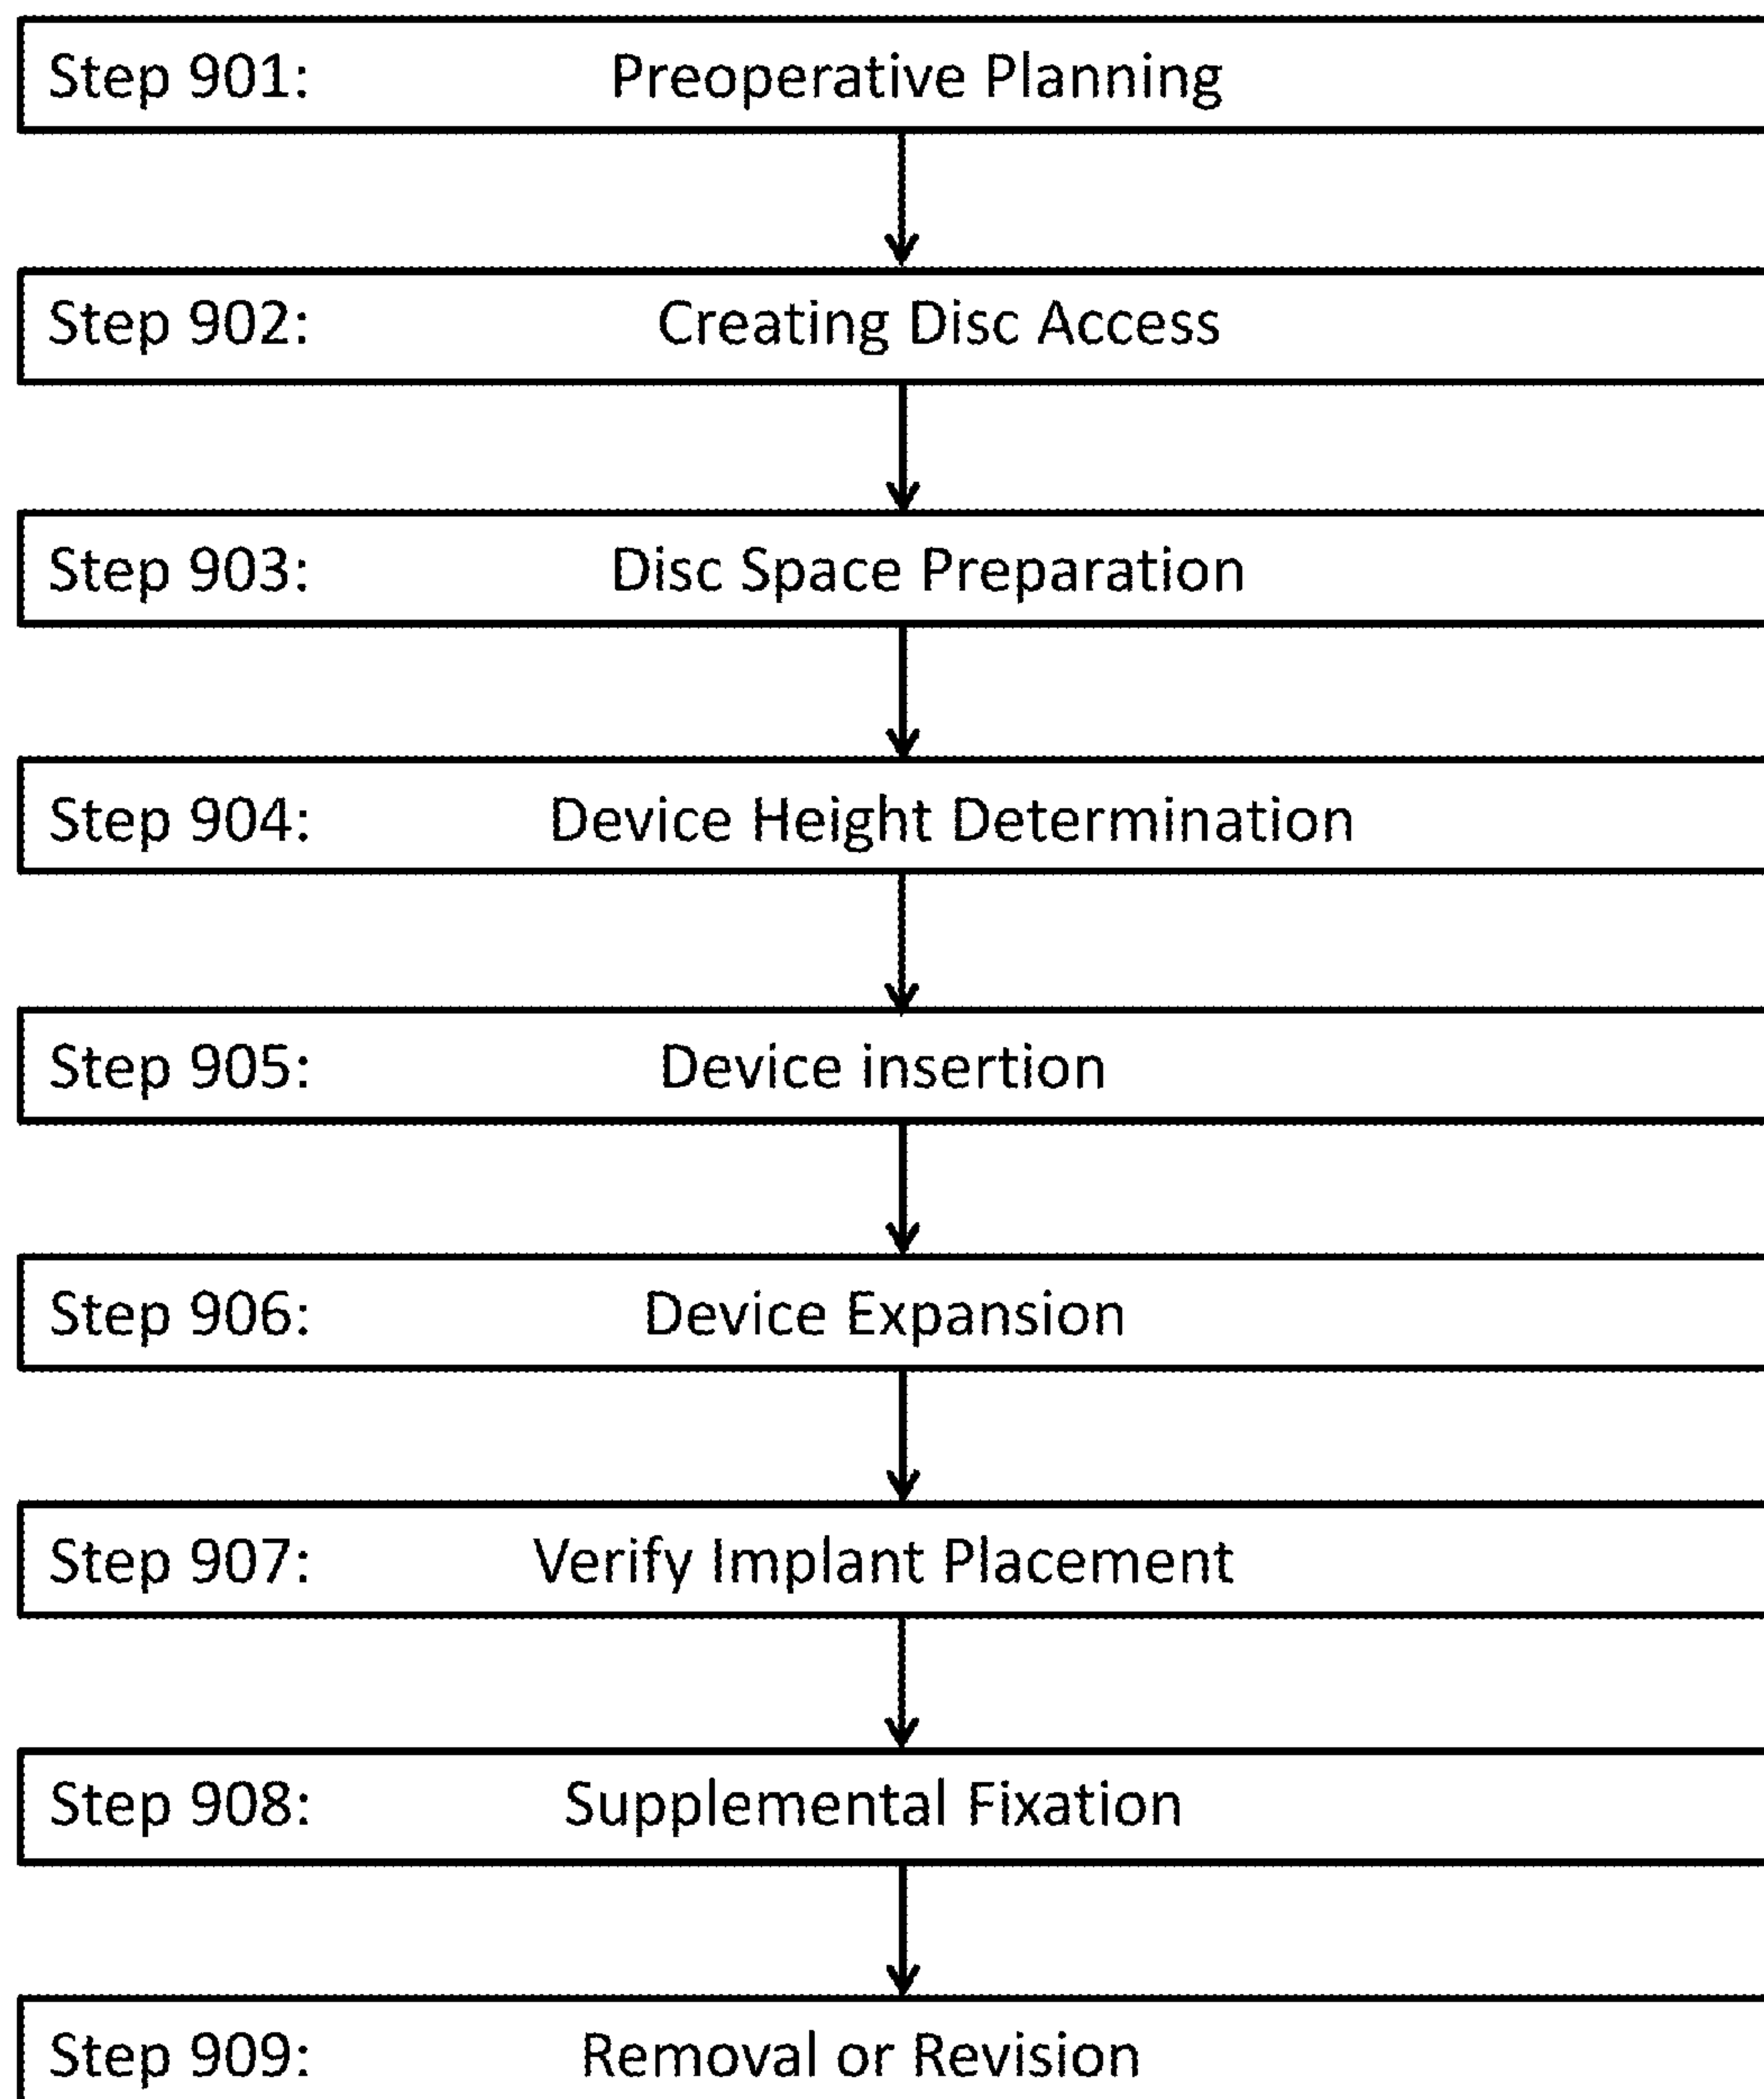 Step 901: Preoperative Planning
Step 902: Creating Disc Access
Step 903: Disc Space Preparation
Step 904: Device Height Determination
Step 905: Device insertion
Step 906: Device Expansion
Step 907: Verify Implant Placement
Step 908: Supplemental Fixation
Step 909: Removal or Revision